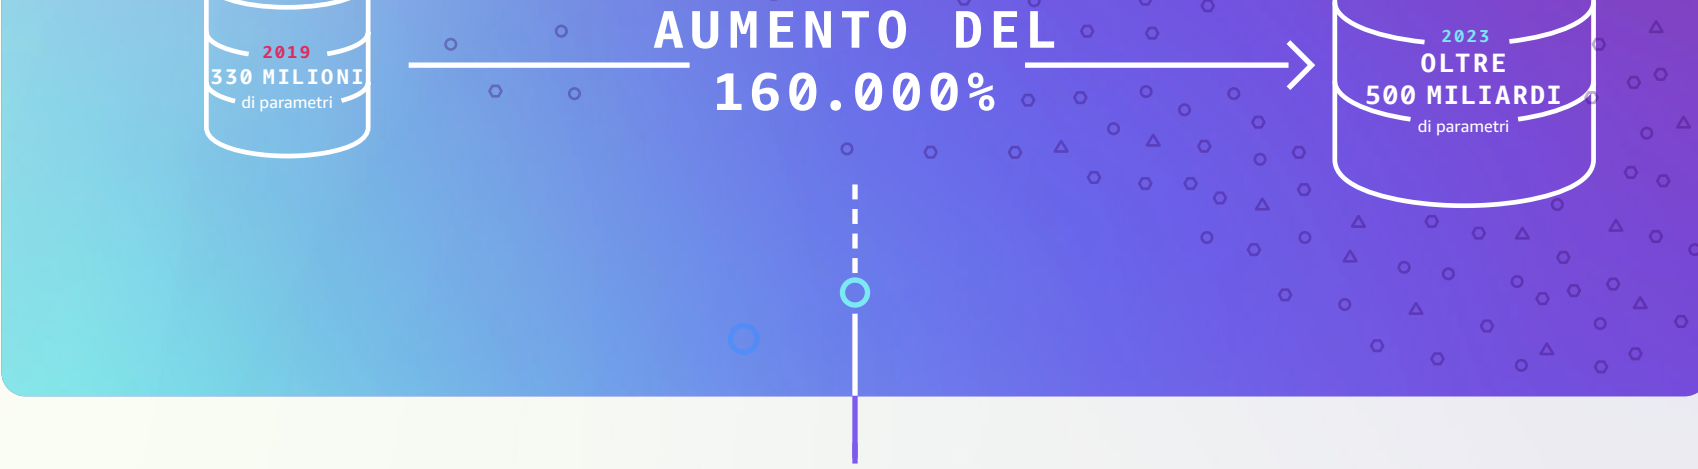 2019
330 MILIONI
di parametri
AUMENTO DEL
160.000%
2023
OLTRE
500 MILIARDI
di parametri